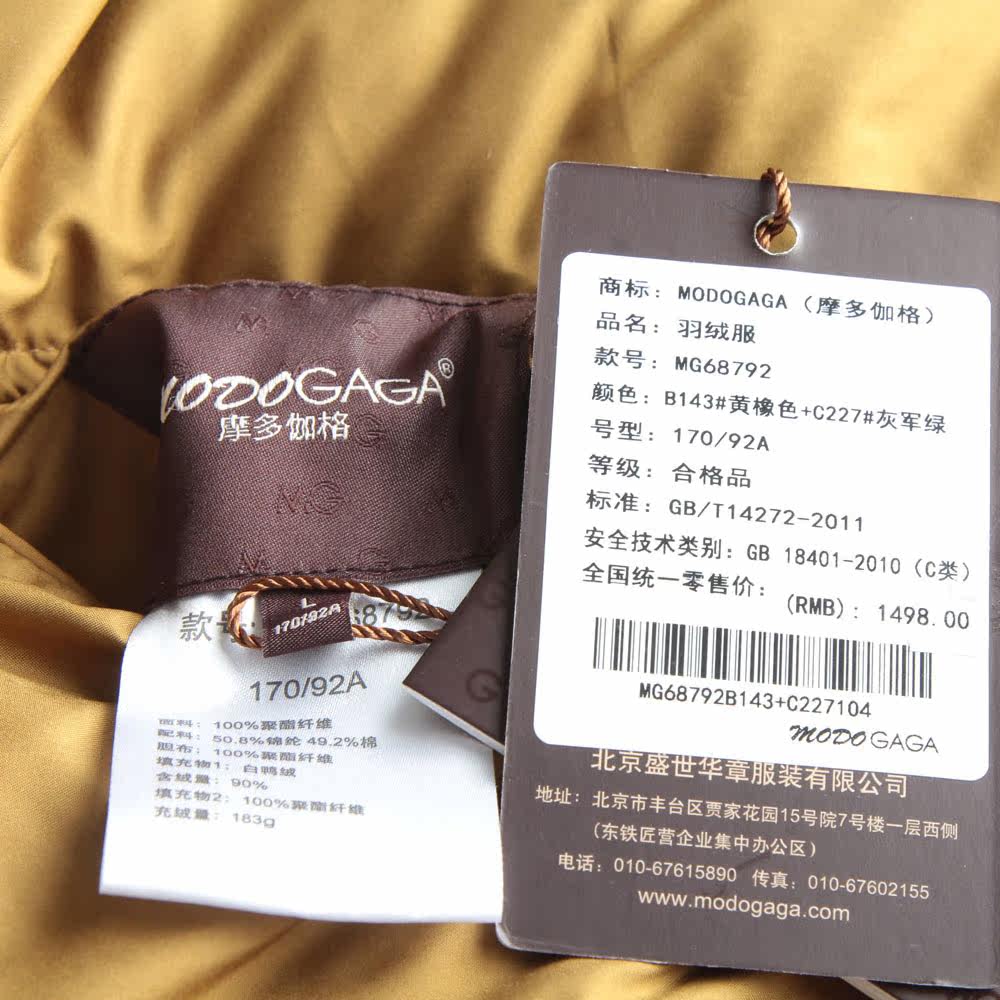 MODOGAGA®
摩多伽格
MG
L
170/92A
款号: 68792
170/92A
面料: 100%聚酯纤维
配料: 50.8%锦纶 49.2%棉
胆布: 100%聚酯纤维
填充物1: 白鸭绒
含绒量: 90%
填充物2: 100%聚酯纤维
充绒量: 183g
商标: MODOGAGA (摩多伽格)
品名: 羽绒服
款号: MG68792
颜色: B143#黄橡色+C227#灰军绿
号型: 170/92A
等级: 合格品
标准: GB/T14272-2011
安全技术类别: GB 18401-2010 (C类)
全国统一零售价:
(RMB): 1498.00
MG68792B143+C227104
MODOGAGA
北京盛世华章服装有限公司
地址: 北京市丰台区贾家花园15号院7号楼一层西侧
(东铁匠营企业集中办公区)
电话: 010-67615890 传真: 010-67602155
www.modogaga.com